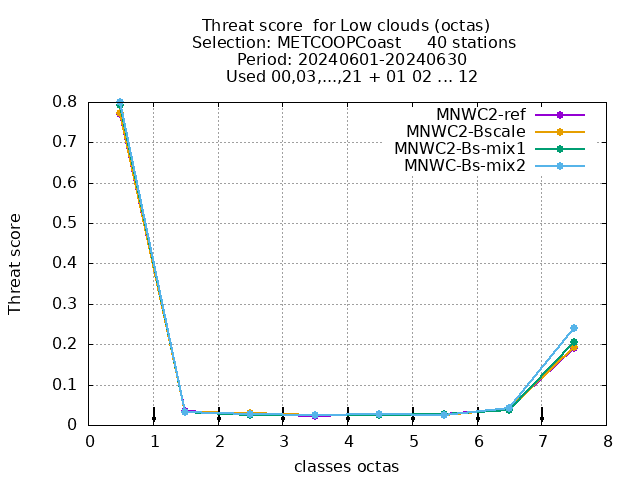 Threat score  for Low clouds (octas)
Selection: METCOOPCoast     40 stations
Period: 20240601-20240630
Used 00,03,...,21 + 01 02 ... 12
MNWC2-ref
MNWC2-Bscale
MNWC2-Bs-mix1
MNWC-Bs-mix2
Threat score
0.8
0.7
0.6
0.5
0.4
0.3
0.2
0.1
0
0 1 2 3 4 5 6 7 8
classes octas